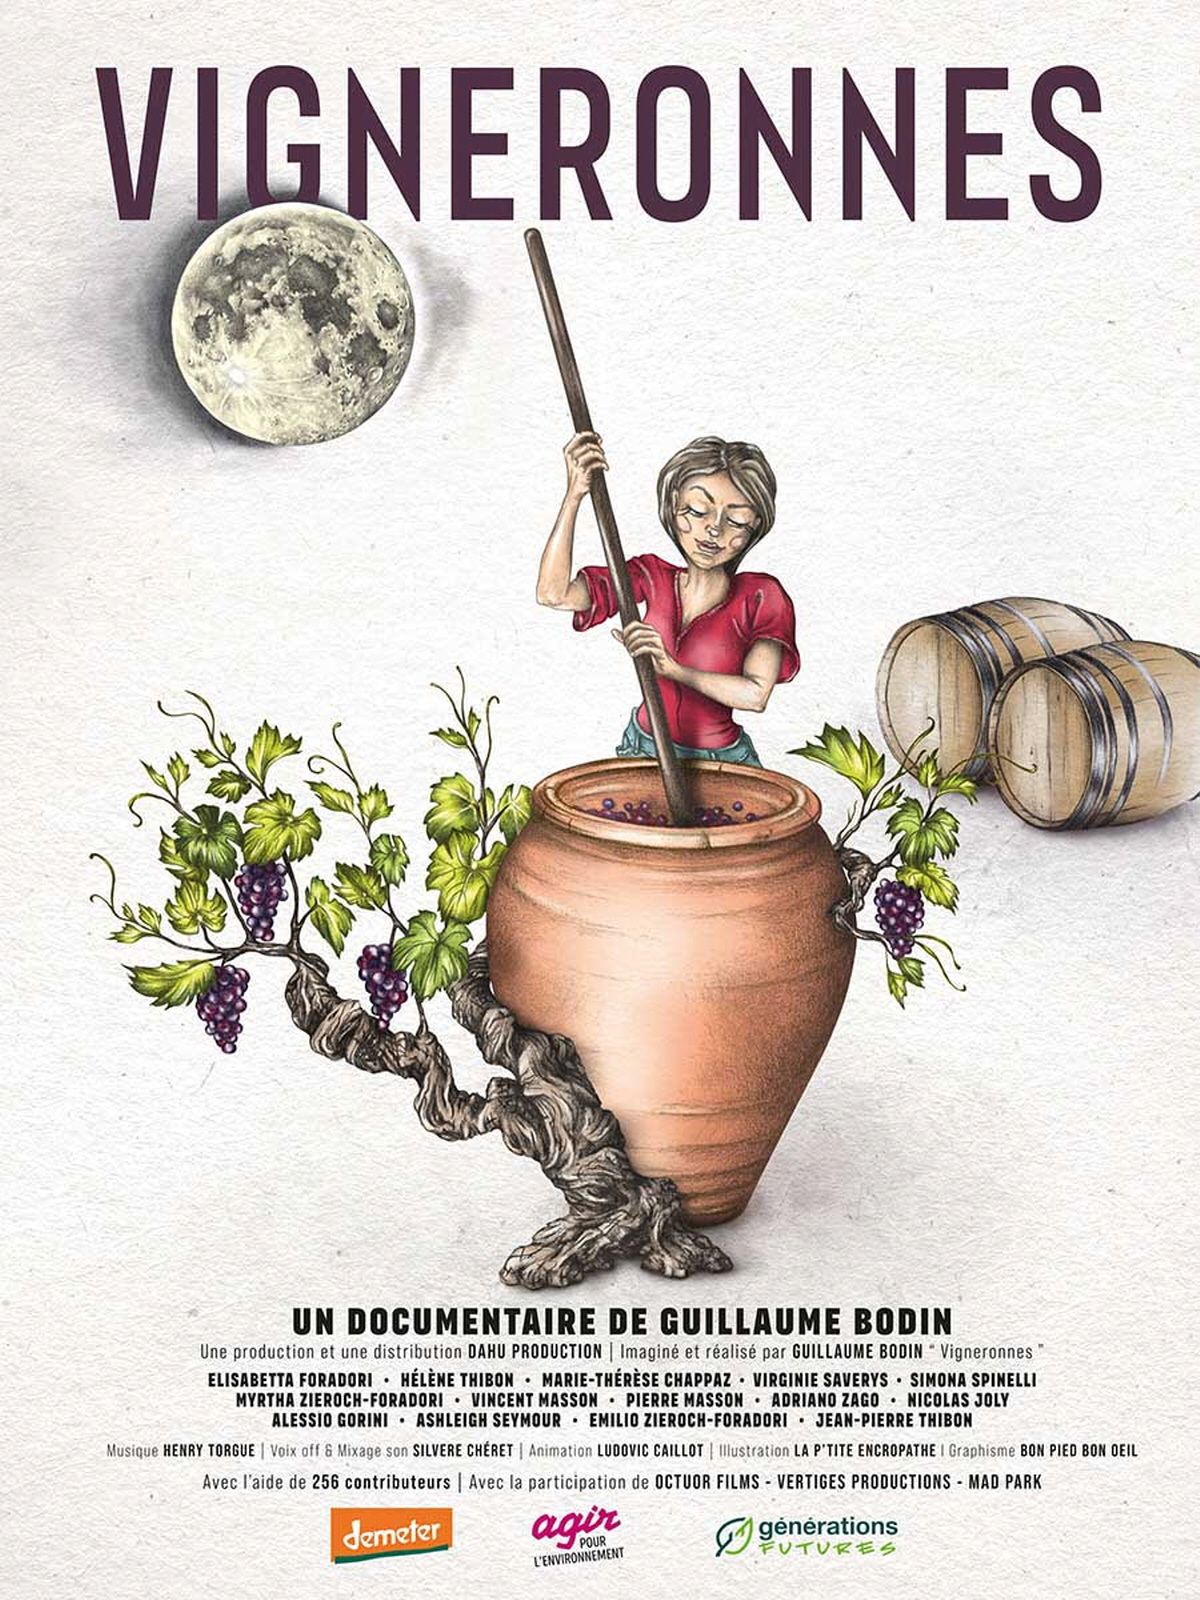 VIGNERONNES
UN DOCUMENTAIRE DE GUILLAUME BODIN
Une production et une distribution DAHU PRODUCTION | Imaginé et réalisé par GUILLAUME BODIN “ Vigneronnes ”
ELISABETTA FORADORI • HÉLÈNE THIBON • MARIE-THÉRÈSE CHAPPAZ • VIRGINIE SAVERYS • SIMONA SPINELLI
MYRTHA ZIEROCH-FORADORI • VINCENT MASSON • PIERRE MASSON • ADRIANO ZAGO • NICOLAS JOLY
ALESSIO GORINI • ASHLEIGH SEYMOUR • EMILIO ZIEROCH-FORADORI • JEAN-PIERRE THIBON
Musique HENRY TORGUE | Voix off & Mixage son SILVERE CHÉRET | Animation LUDOVIC CAILLOT | Illustration LA P'TITE ENCROPATHE I Graphisme BON PIED BON OEIL
Avec l'aide de 256 contributeurs | Avec la participation de OCTUOR FILMS - VERTIGES PRODUCTIONS - MAD PARK
demeter
agir
POUR
L'ENVIRONNEMENT
générations
FUTURES